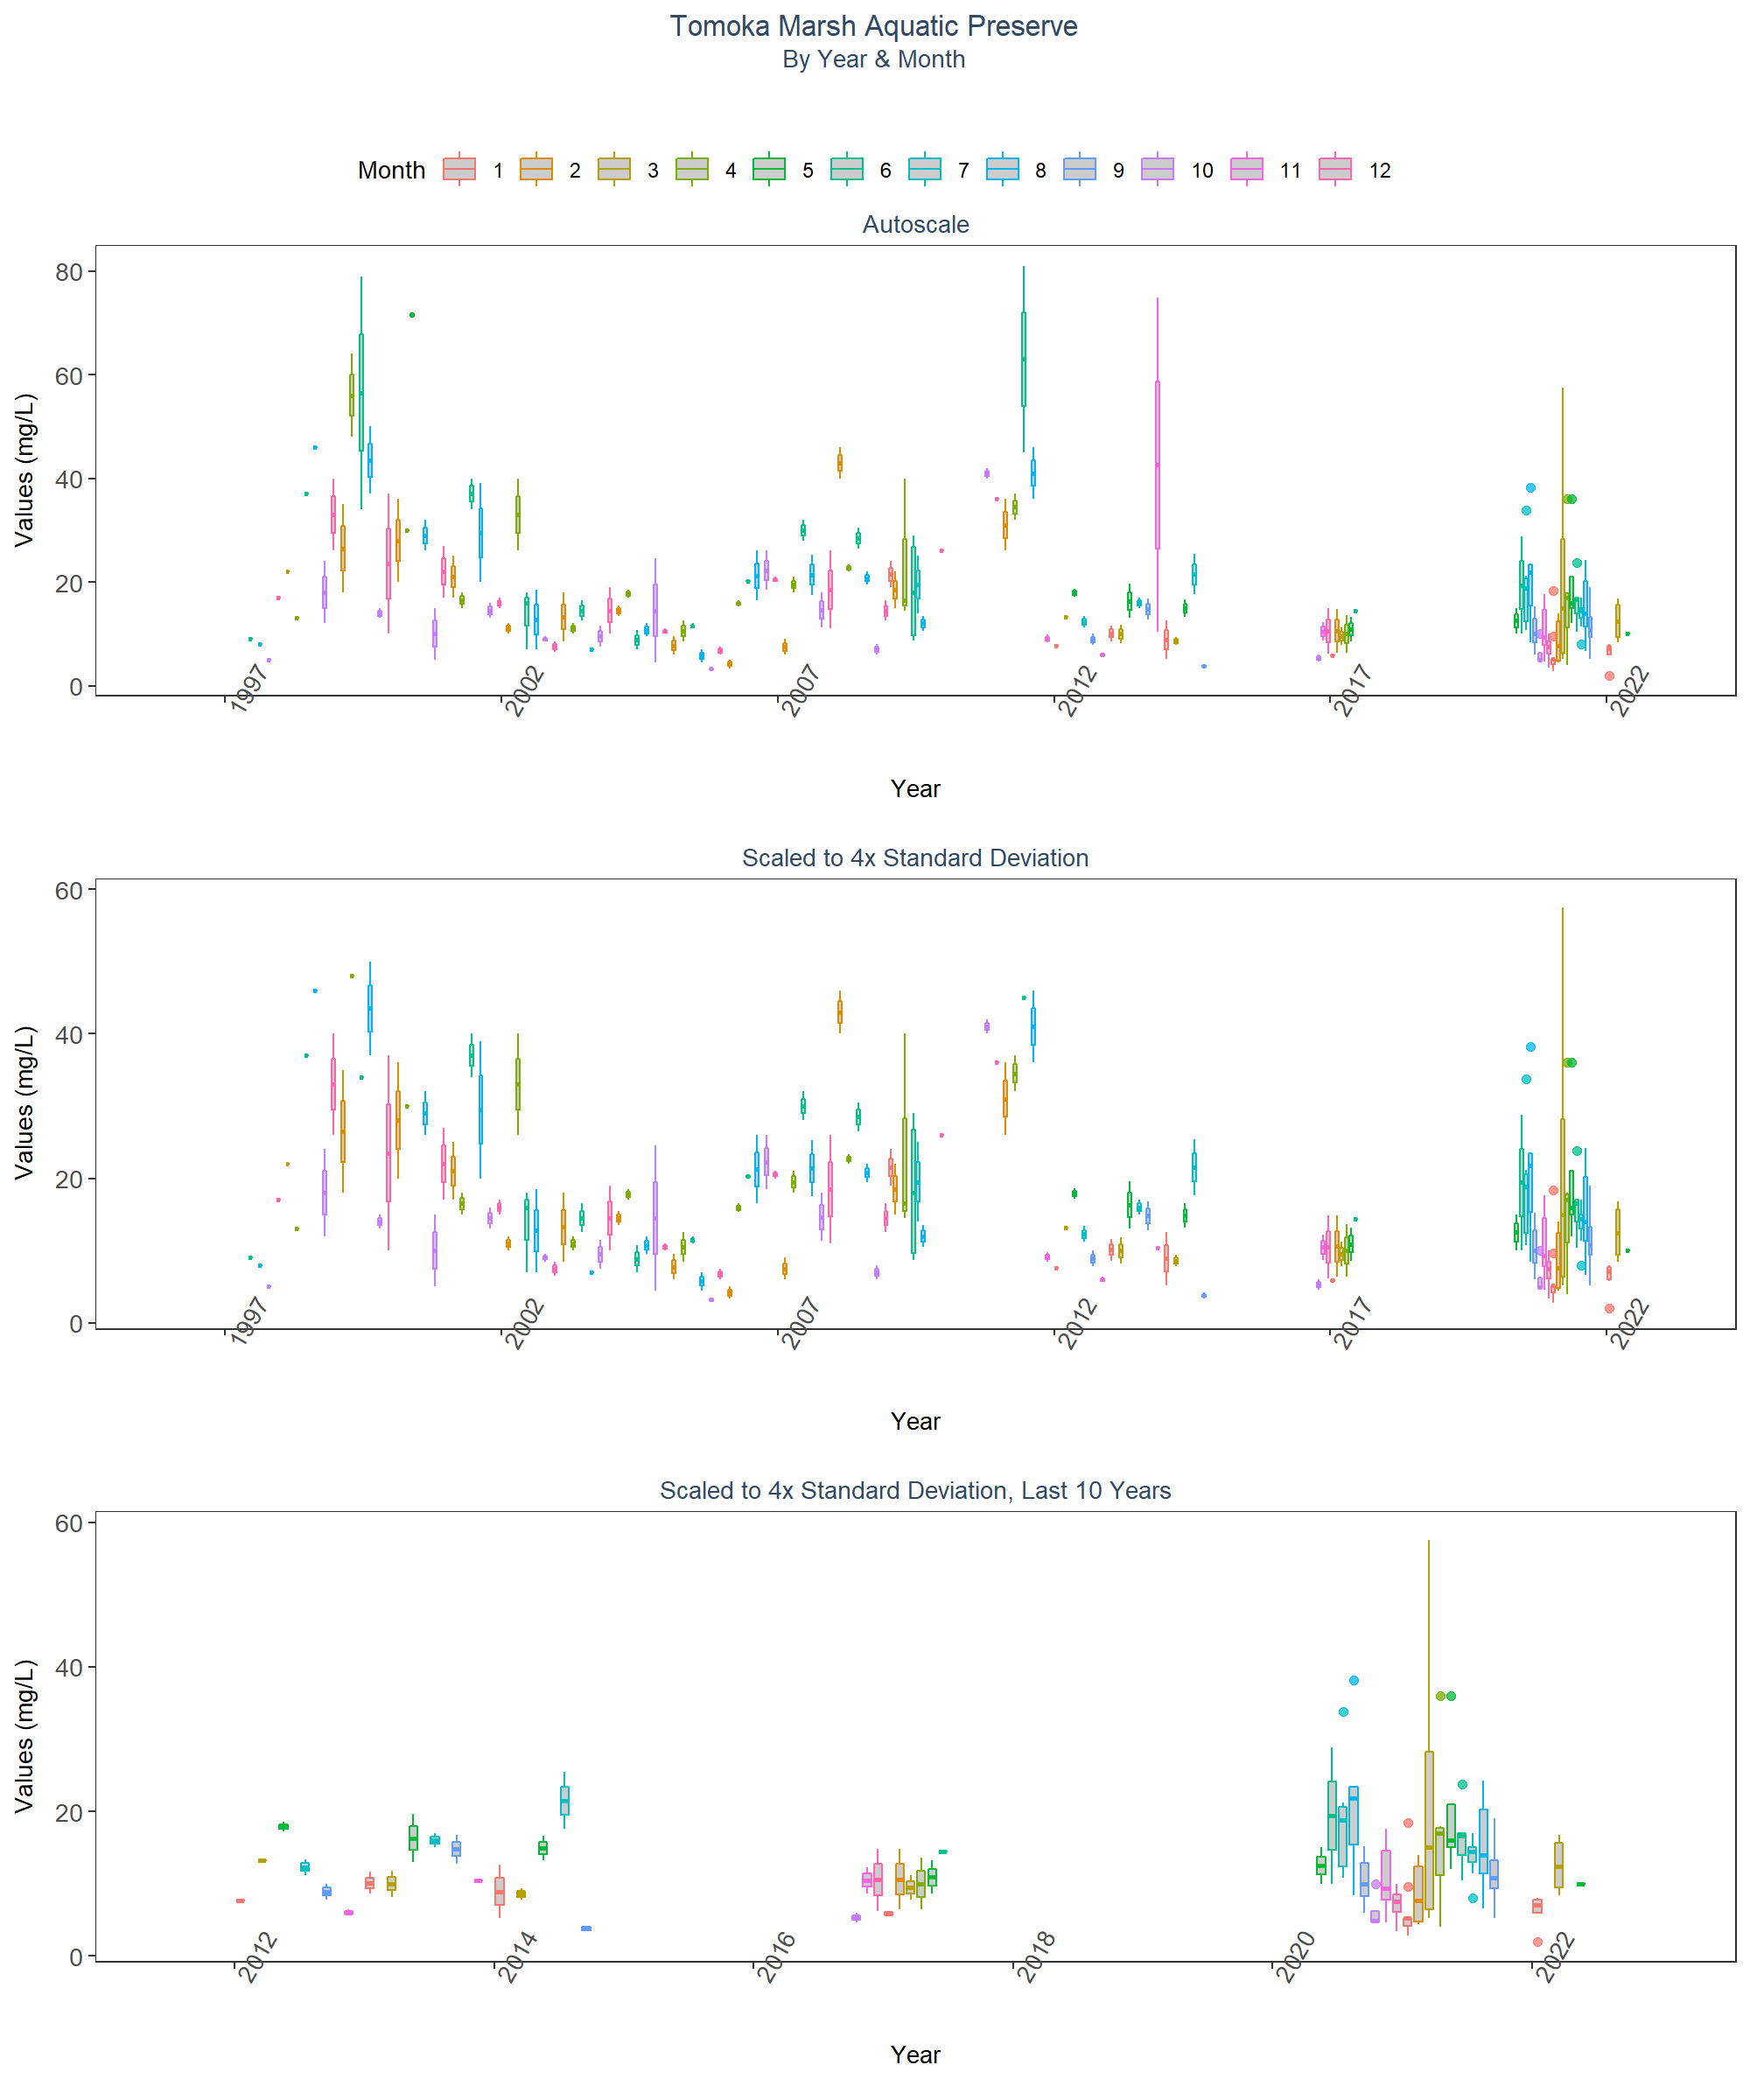 Tomoka Marsh Aquatic Preserve
By Year & Month
Month 1 2 3 4 5 6 7 8 9 10 11 12
Autoscale
Values (mg/L)
80
60
40
20
0
1997 2002 2007 2012 2017 2022
Year
Scaled to 4x Standard Deviation
Values (mg/L)
60
40
20
0
1997 2002 2007 2012 2017 2022
Year
Scaled to 4x Standard Deviation, Last 10 Years
Values (mg/L)
60
40
20
0
2012 2014 2016 2018 2020 2022
Year